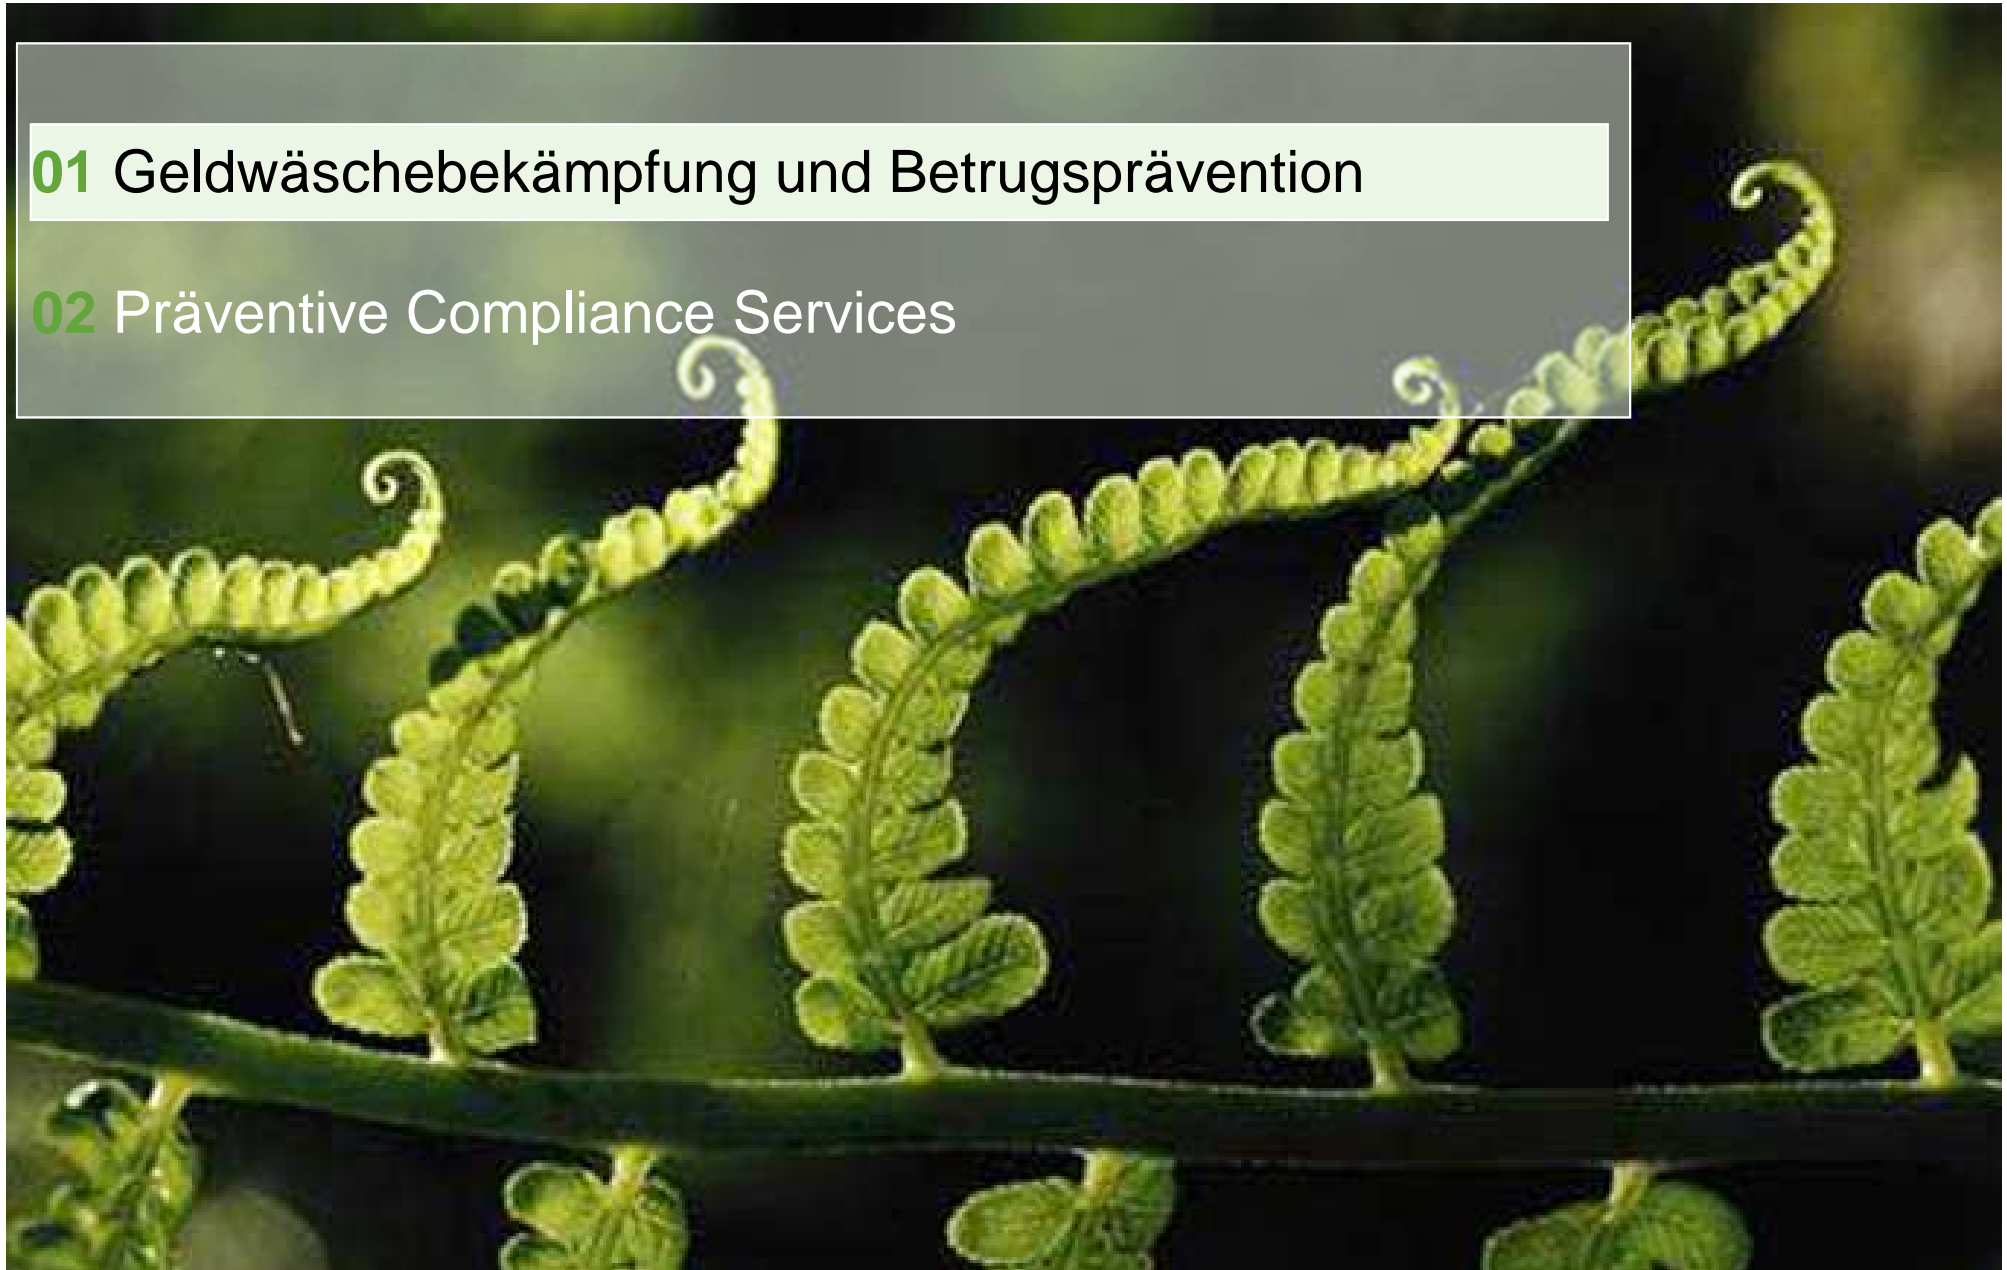 01 Geldwäschebekämpfung und Betrugsprävention
02 Präventive Compliance Services